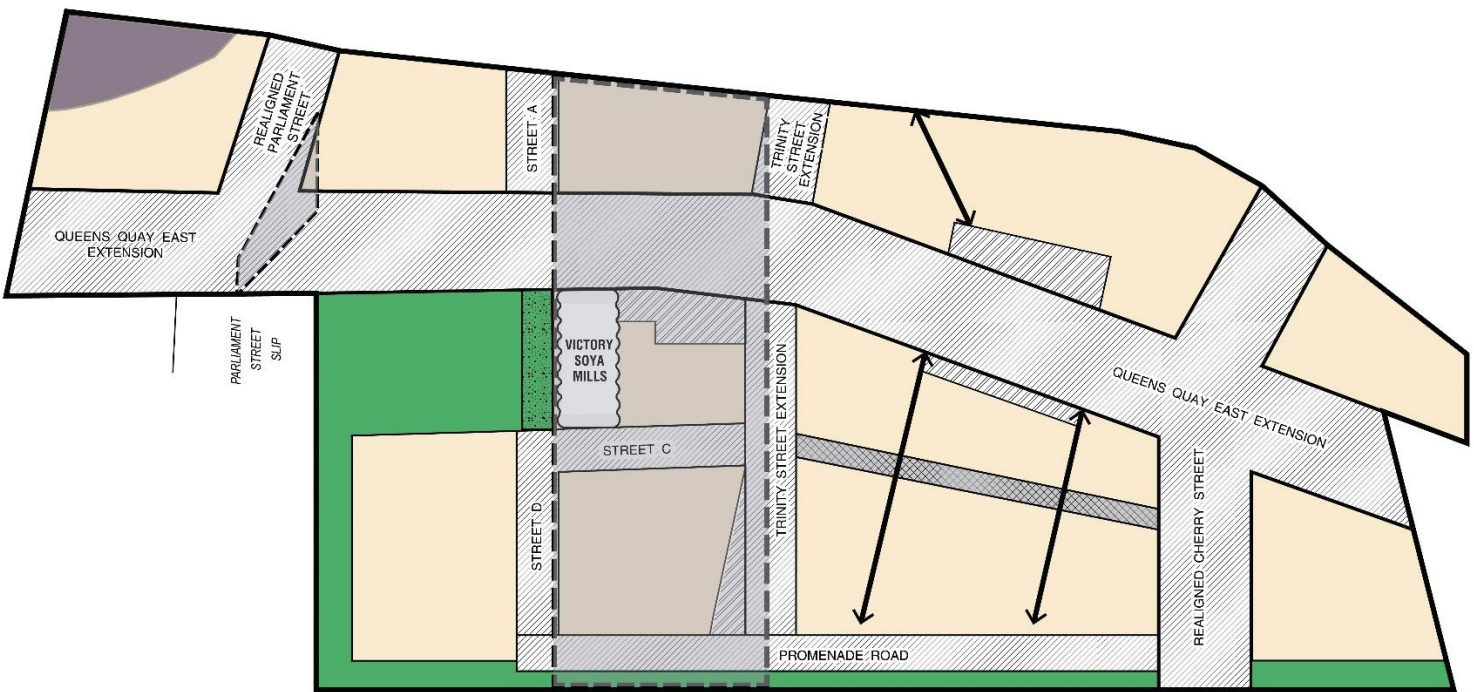 REALIGNED
PARLIAMENT
STREET
STREET A
TRINITY
STREET
EXTENSION
QUEENS QUAY EAST
EXTENSION
PARLIAMENT
STREET
SLIP
VICTORY
SOYA
MILLS
STREET C
STREET D
TRINITY STREET EXTENSION
QUEENS QUAY EAST EXTENSION
REALIGNED CHERRY STREET
PROMENADE ROAD